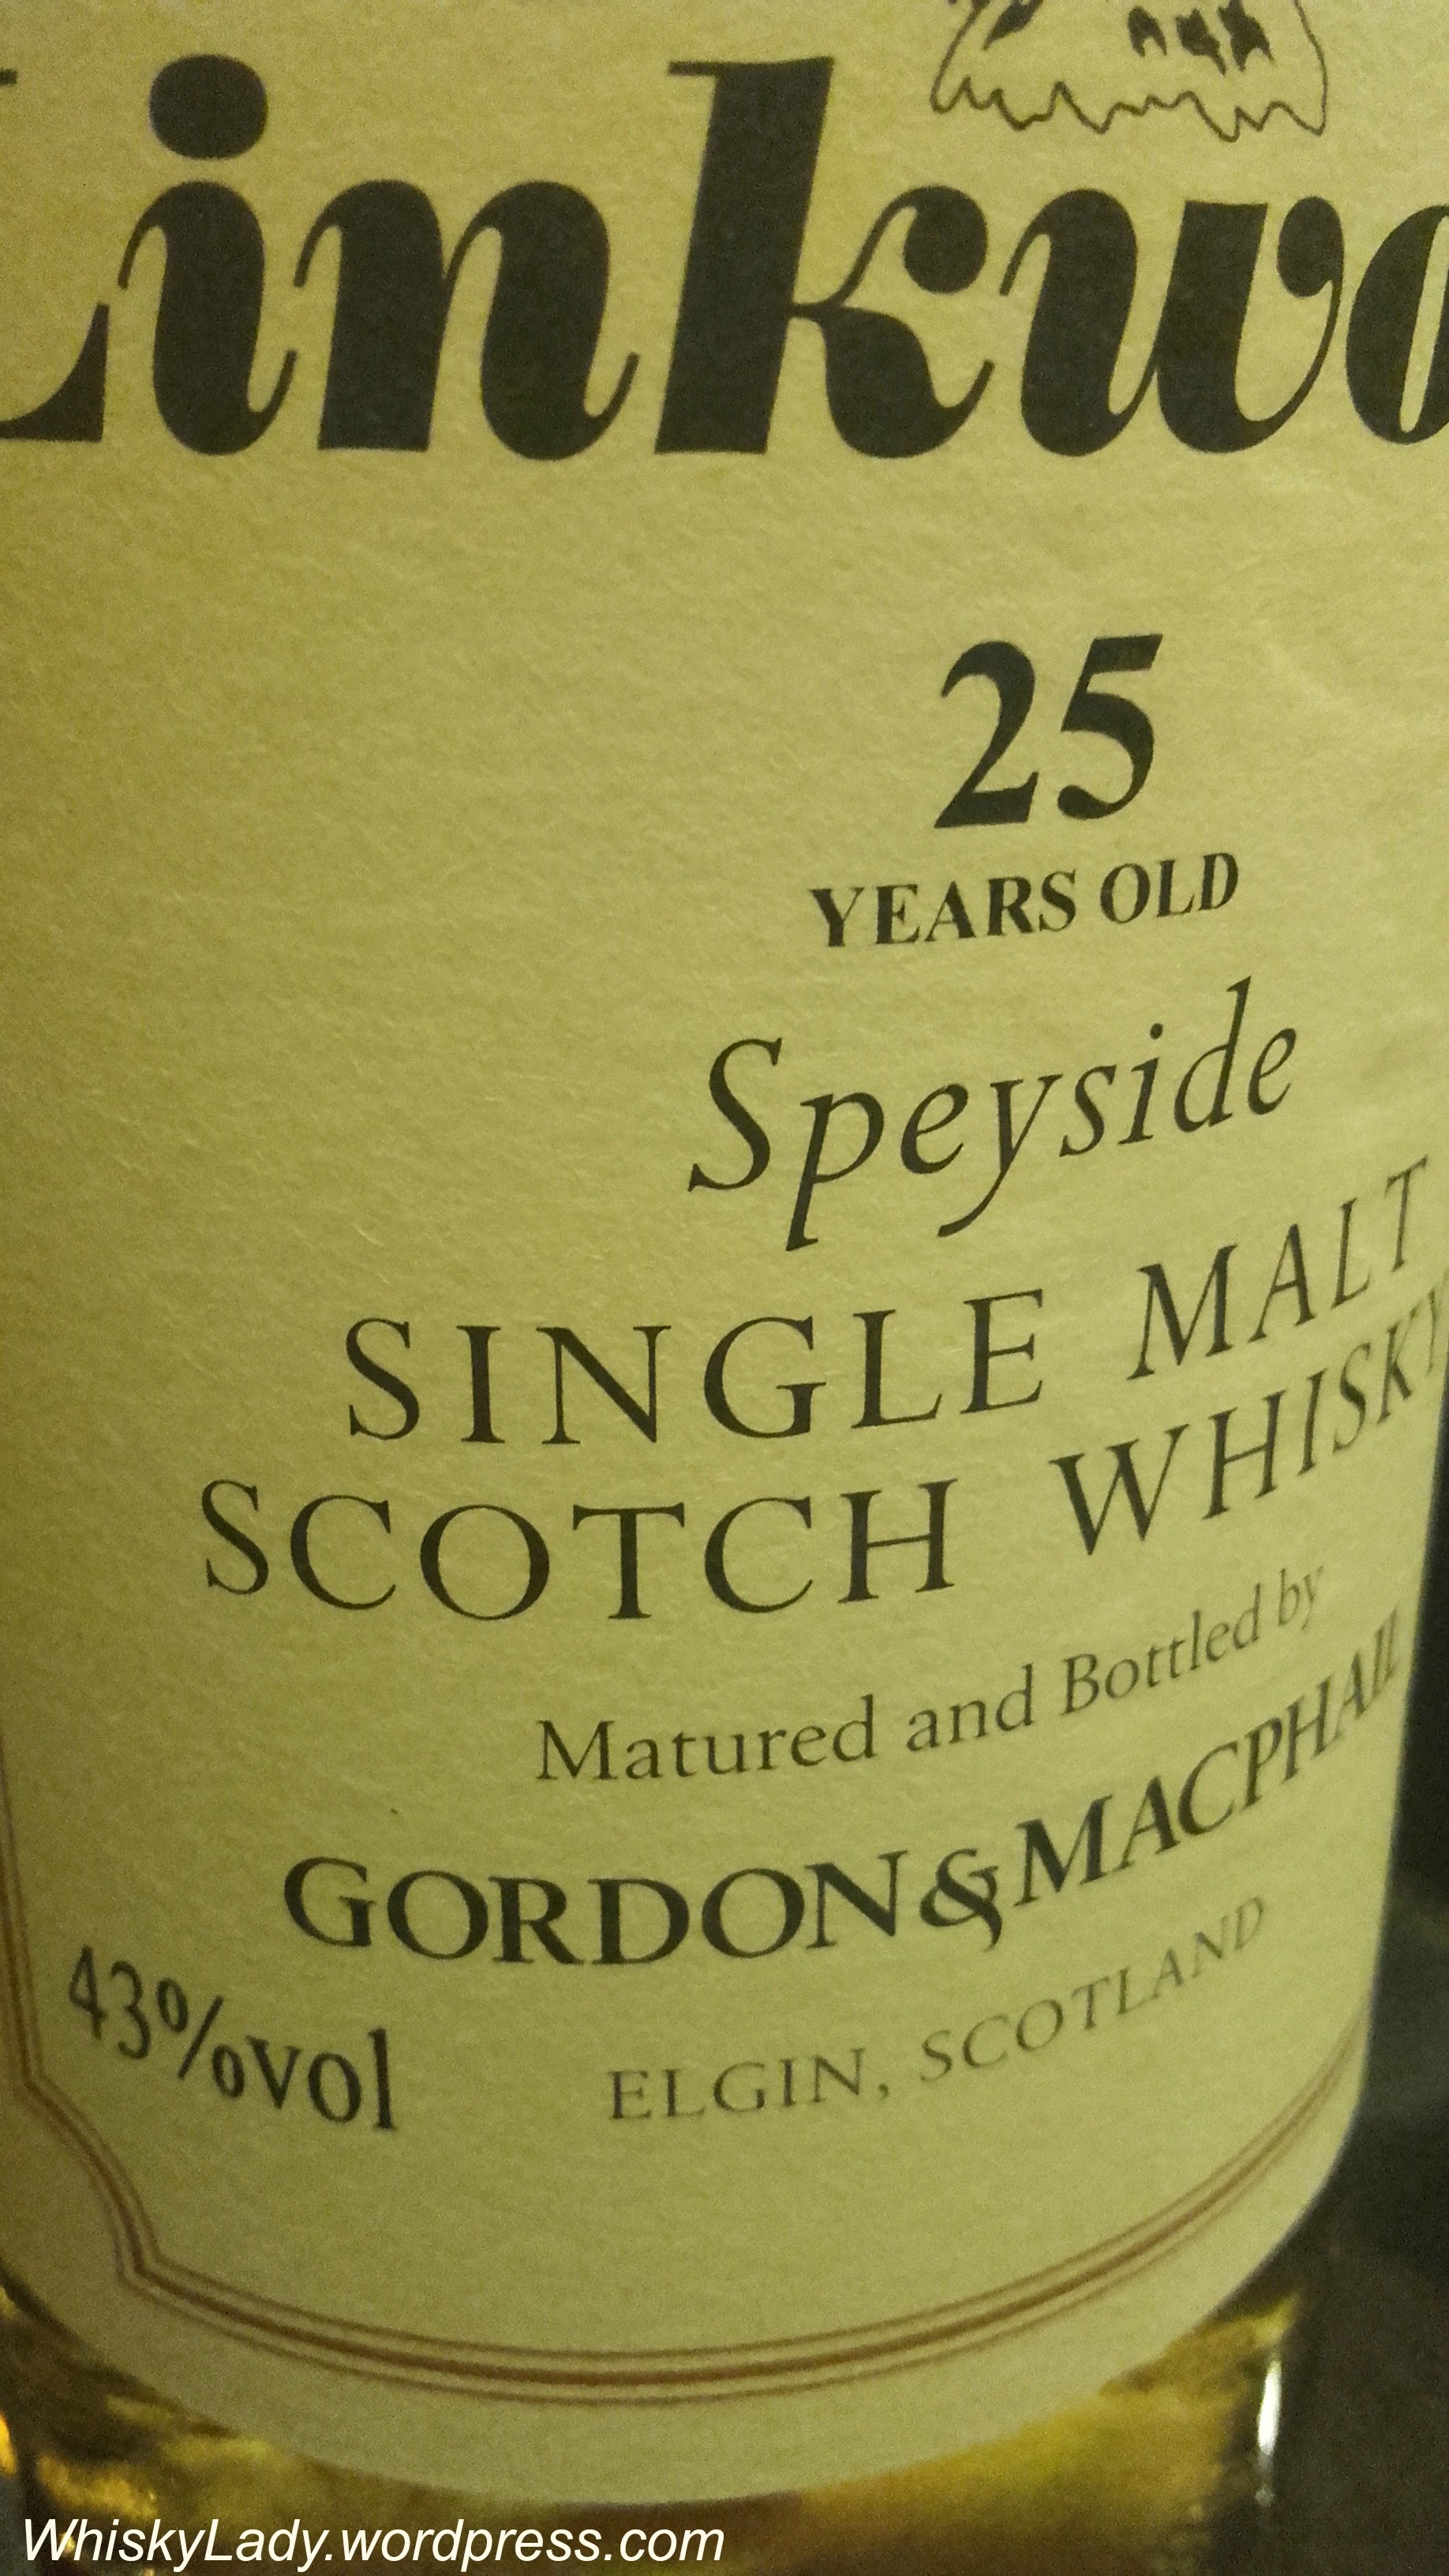 Linkwo
25
YEARS OLD
Speyside
SINGLE MALT
SCOTCH WHISKY
Matured and Bottled by
GORDON & MACPHAIL
43%vol
ELGIN, SCOTLAND
WhiskyLady.wordpress.com